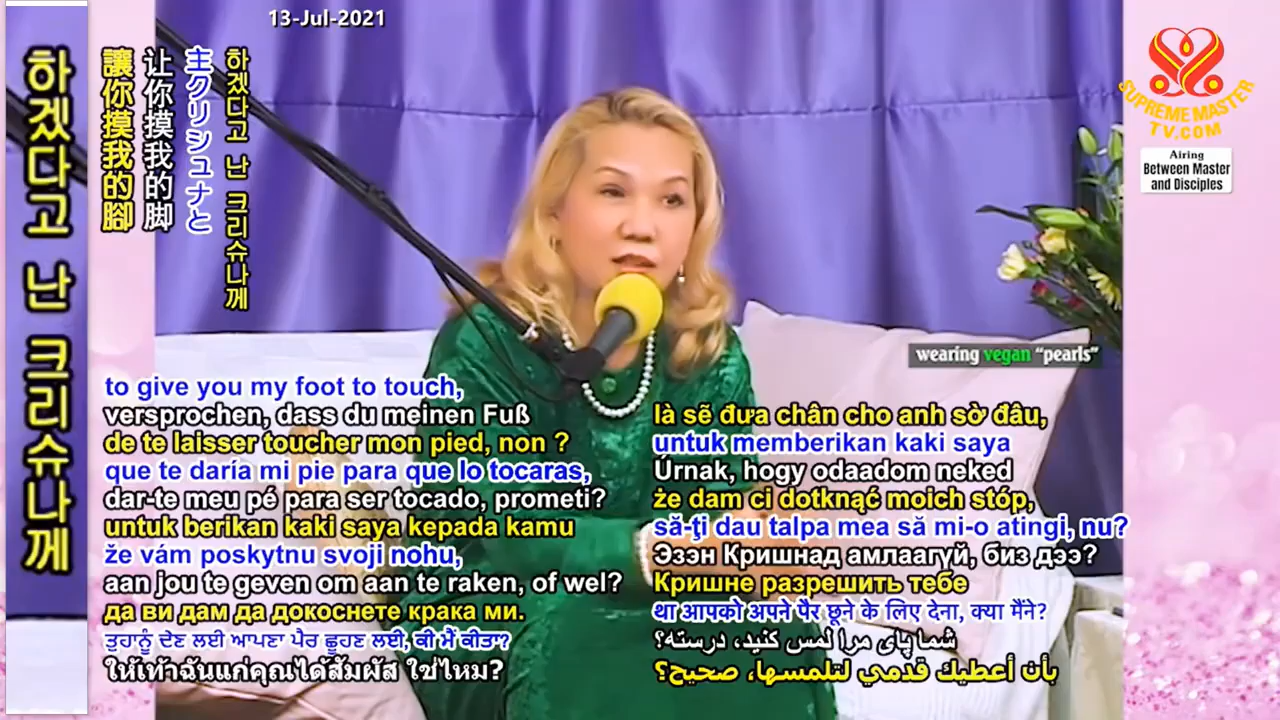 13-Jul-2021
하겠다고 난 크리슈나께
讓你摸我的腳
让你摸我的脚
主クリシュナと
하겠다고 난 크리슈나께
SUPREME MASTER
TV.COM
Airing
Between Master
and Disciples
wearing vegan "pearls"
to give you my foot to touch,
versprochen, dass du meinen Fuß
de te laisser toucher mon pied, non ?
que te daría mi pie para que lo tocaras,
dar-te meu pé para ser tocado, prometi?
untuk berikan kaki saya kepada kamu
že vám poskytnu svoji nohu,
aan jou te geven om aan te raken, of wel?
да ви дам да докоснете крака ми.
ਤੁਹਾਨੂੰ ਦੇਣ ਲਈ ਆਪਣਾ ਪੈਰ ਛੂਹਣ ਲਈ, ਕੀ ਮੈਂ ਕੀਤਾ?
ให้เท้าฉันแก่คุณได้สัมผัส ใช่ไหม?
là sẽ đưa chân cho anh sờ đâu,
untuk memberikan kaki saya
Úrnak, hogy odaadom neked
że dam ci dotknąć moich stóp,
să-ţi dau talpa mea să mi-o atingi, nu?
Эзэн Кришнад амлаагүй, биз дээ?
Кришне разрешить тебе
था आपको अपने पैर छूने के लिए देना, क्या मैंने?
شما پای مرا لمس کنید، درسته؟
بأن أعطيك قدمي لتلمسها، صحيح؟